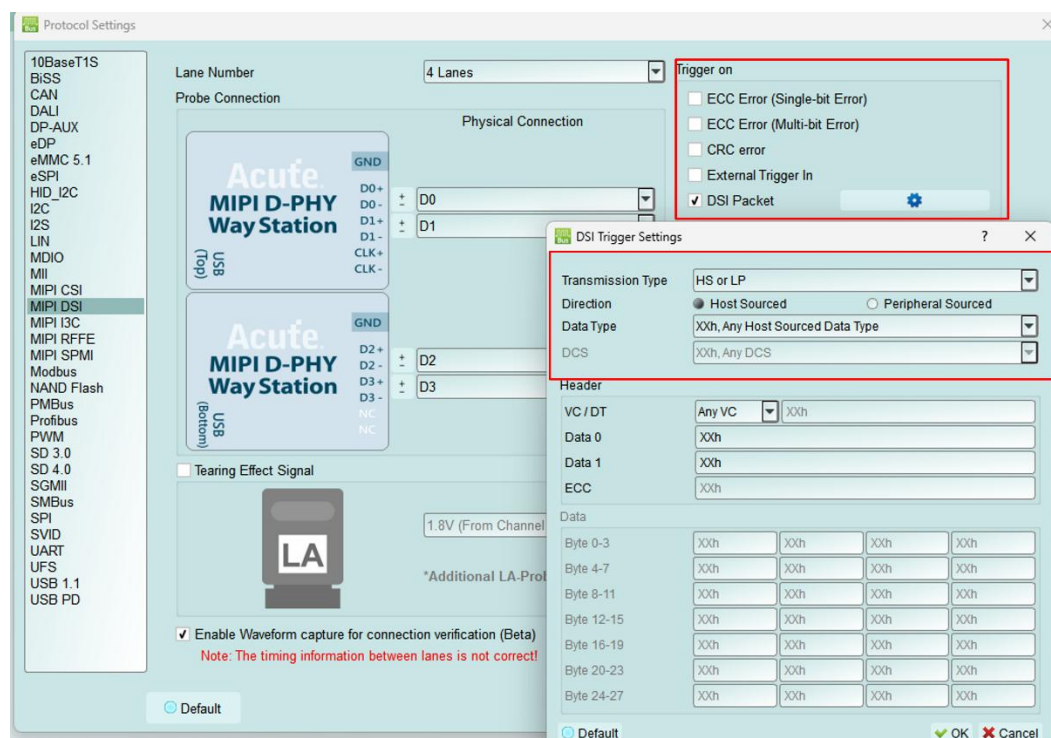 Protocol Settings
10BaseT1S
BiSS
CAN
DALI
DP-AUX
eDP
eMMC 5.1
eSPI
HID_I2C
I2C
I2S
LIN
MDIO
MII
MIPI CSI
MIPI DSI
MIPI I3C
MIPI RFFE
MIPI SPMI
Modbus
NAND Flash
PMBus
Profibus
PWM
SD 3.0
SD 4.0
SGMII
SMBus
SPI
SVID
UART
UFS
USB 1.1
USB PD
Lane Number 4 Lanes
Probe Connection
Physical Connection
Acute
MIPI D-PHY
Way Station
USB
(Top)
GND
D0+
D0-
D1+
D1-
CLK+
CLK-
± D0
± D1
Acute
MIPI D-PHY
Way Station
USB
(Bottom)
GND
D2+
D2-
D3+
D3-
NC
NC
± D2
± D3
Tearing Effect Signal
LA
1.8V (From Channel
*Additional LA-Prob
Enable Waveform capture for connection verification (Beta)
Note: The timing information between lanes is not correct!
Default
Trigger on
ECC Error (Single-bit Error)
ECC Error (Multi-bit Error)
CRC error
External Trigger In
DSI Packet
Bus DSI Trigger Settings ?
Transmission Type HS or LP
Direction Host Sourced Peripheral Sourced
Data Type XXh, Any Host Sourced Data Type
DCS XXh, Any DCS
Header
VC / DT Any VC XXh
Data 0 XXh
Data 1 XXh
ECC XXh
Data
Byte 0-3 XXh XXh XXh XXh
Byte 4-7 XXh XXh XXh XXh
Byte 8-11 XXh XXh XXh XXh
Byte 12-15 XXh XXh XXh XXh
Byte 16-19 XXh XXh XXh XXh
Byte 20-23 XXh XXh XXh XXh
Byte 24-27 XXh XXh XXh XXh
Default OK Cancel